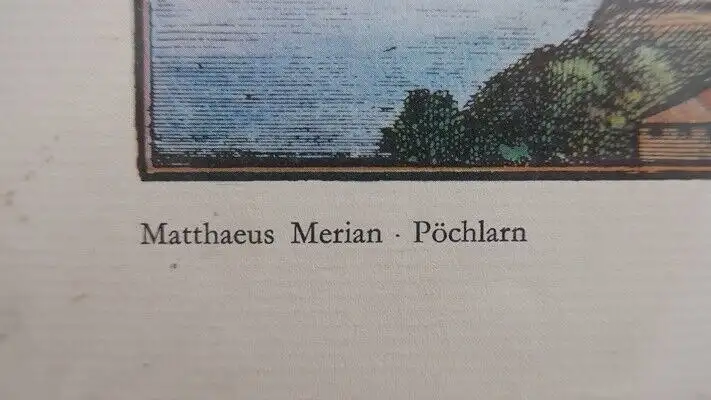 Matthaeus Merian · Pöchlarn